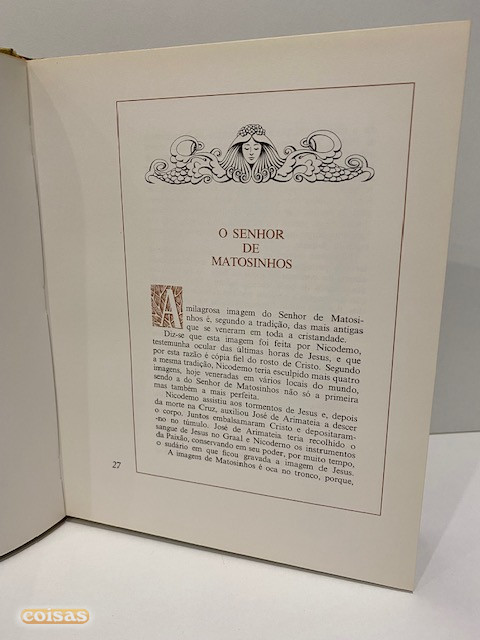 O SENHOR
DE
MATOSINHOS
A milagrosa imagem do Senhor de Matosi-
nhos é, segundo a tradição, das mais antigas
que se veneram em toda a cristandade.
Diz-se que esta imagem foi feita por Nicodemo,
testemunha ocular das últimas horas de Jesus, e que
por esta razão é cópia fiel do rosto de Cristo. Segundo
a mesma tradição, Nicodemo teria esculpido mais quatro
imagens, hoje veneradas em vários locais do mundo,
sendo a do Senhor de Matosinhos não só a primeira
mas também a mais perfeita.
Nicodemo assistiu aos tormentos de Jesus e, depois
da morte na Cruz, auxiliou José de Arimateia a descer
o corpo. Juntos embalsamaram Cristo e depositaram-
-no no túmulo. José de Arimateia teria recolhido o
sangue de Jesus no Graal e Nicodemo os instrumentos
da Paixão, conservando em seu poder, por muito tempo,
o sudário em que ficou gravada a imagem de Jesus.
A imagem de Matosinhos é oca no tronco, porque,
27
coisas